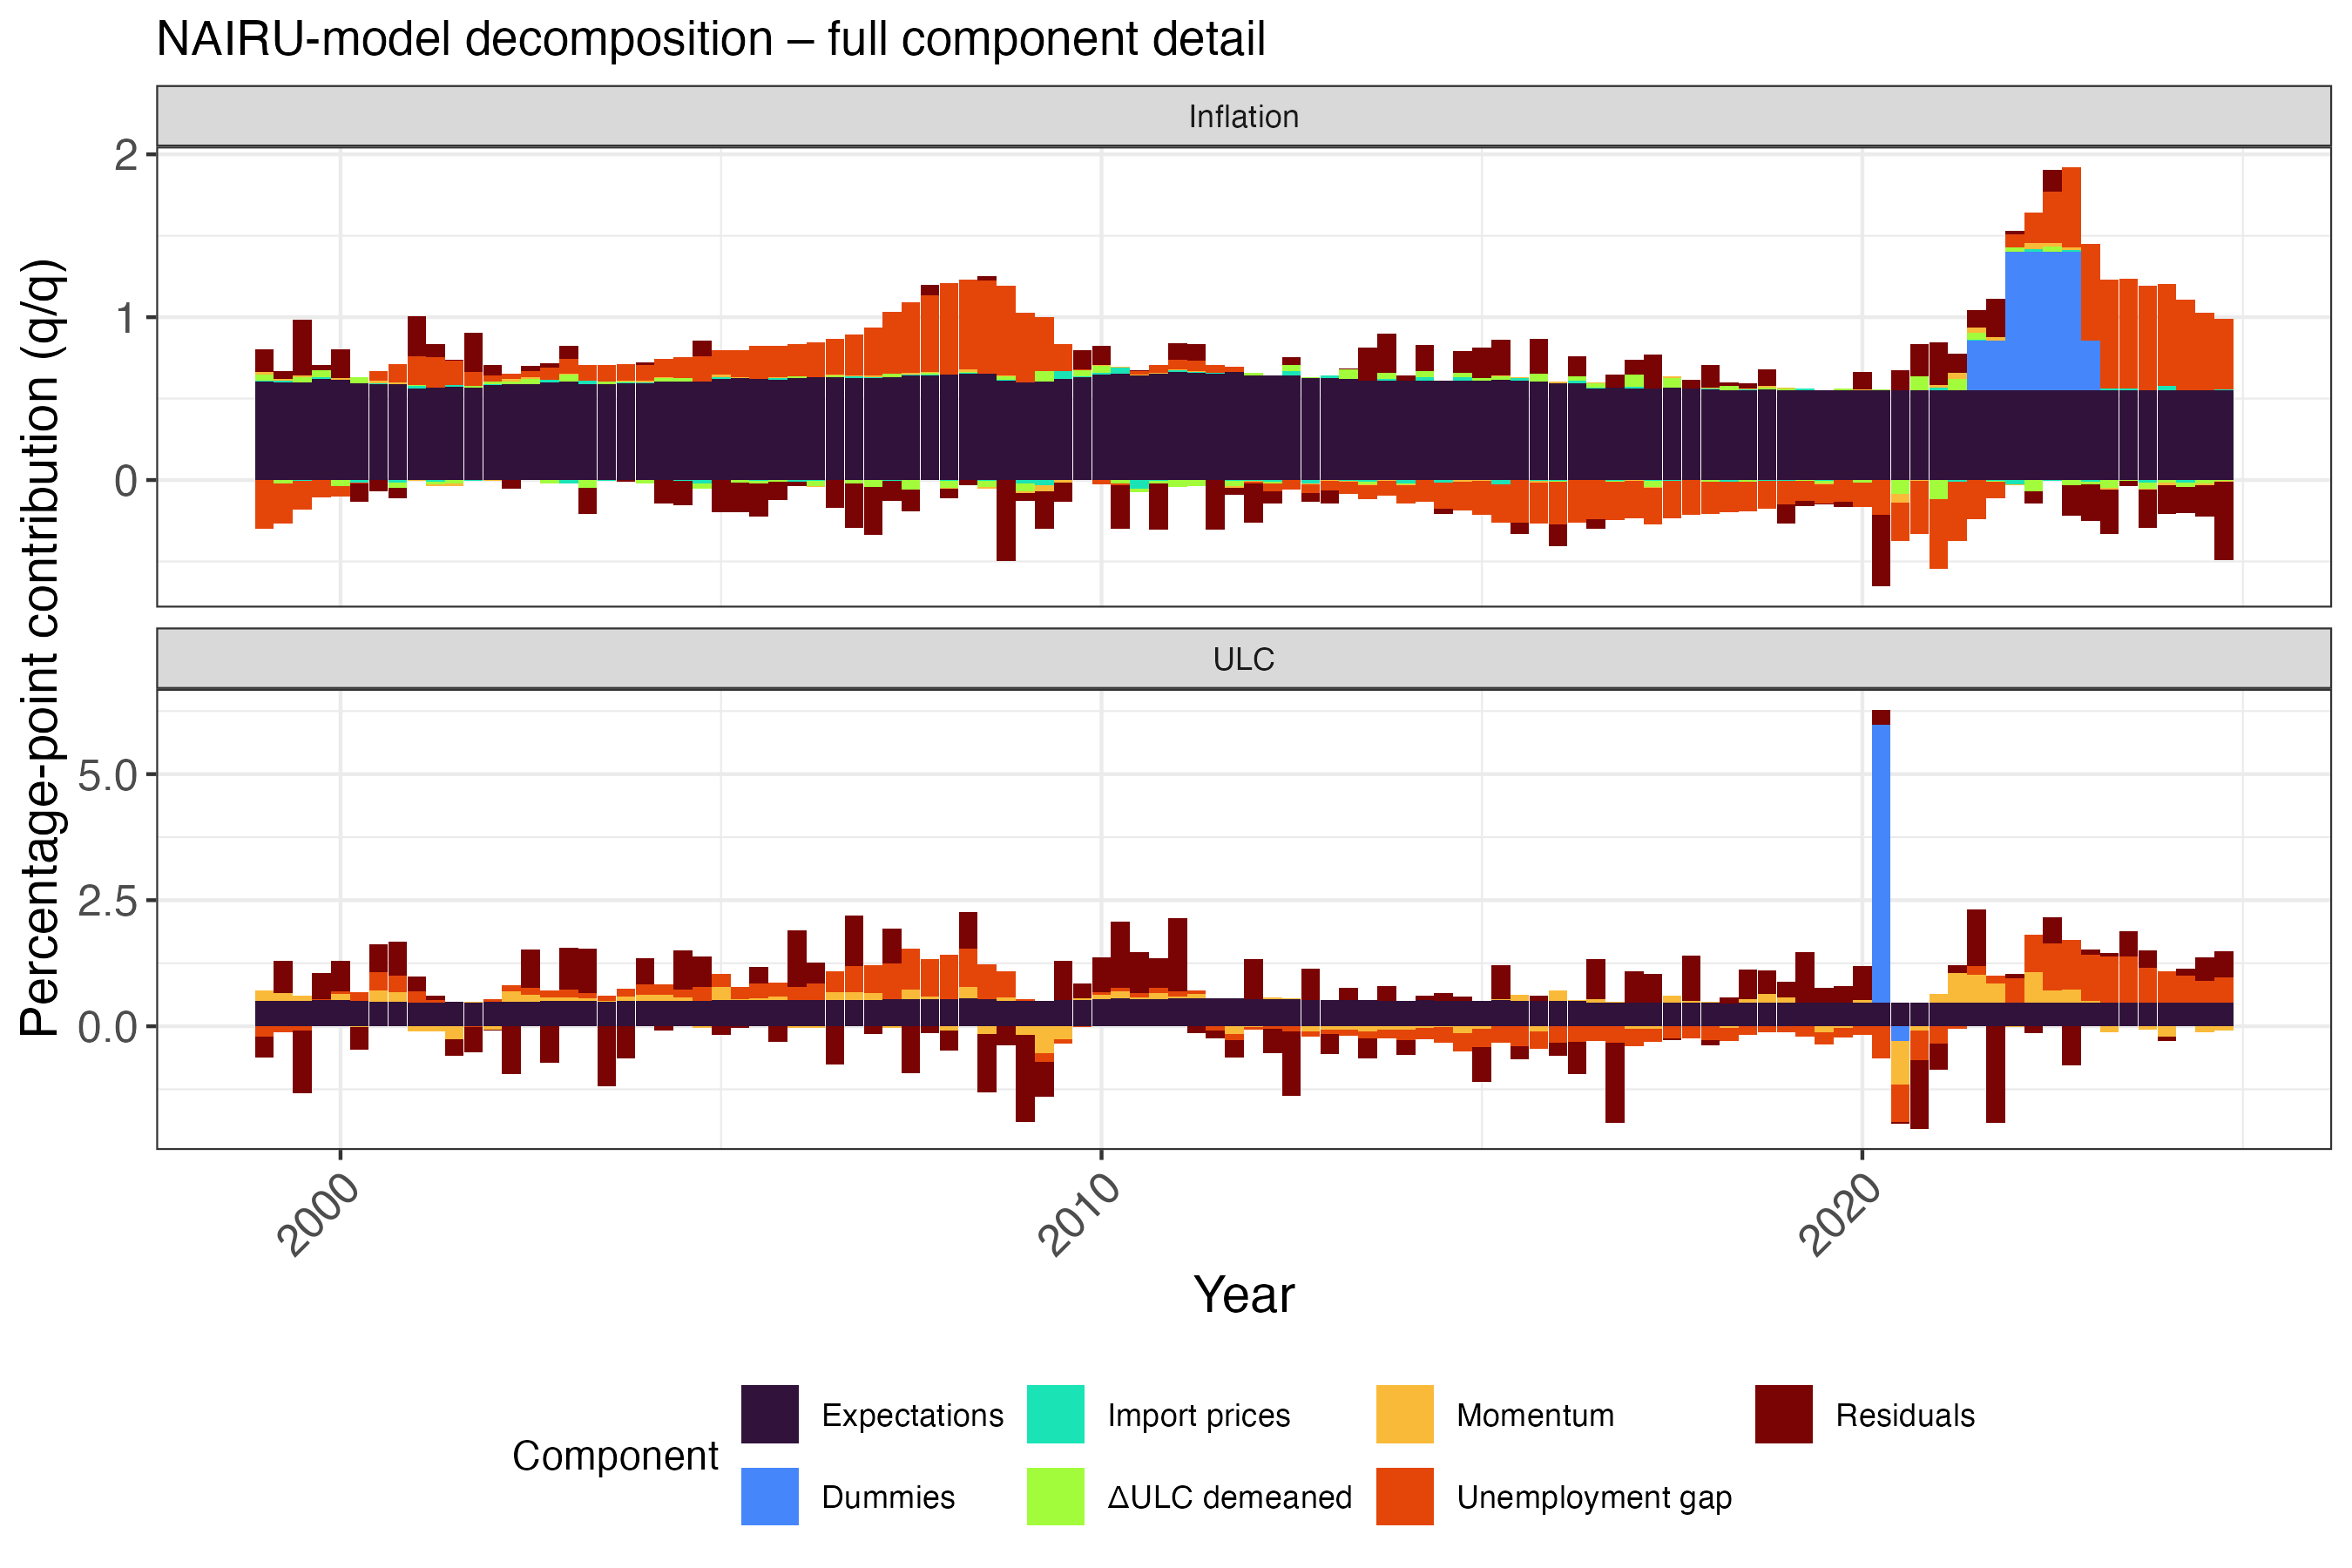 NAIRU-model decomposition – full component detail
Inflation
2
1
0
ULC
5.0
2.5
0.0
Percentage-point contribution (q/q)
2000
2010
2020
Year
Component
Expectations
Import prices
Momentum
Residuals
Dummies
ΔULC demeaned
Unemployment gap